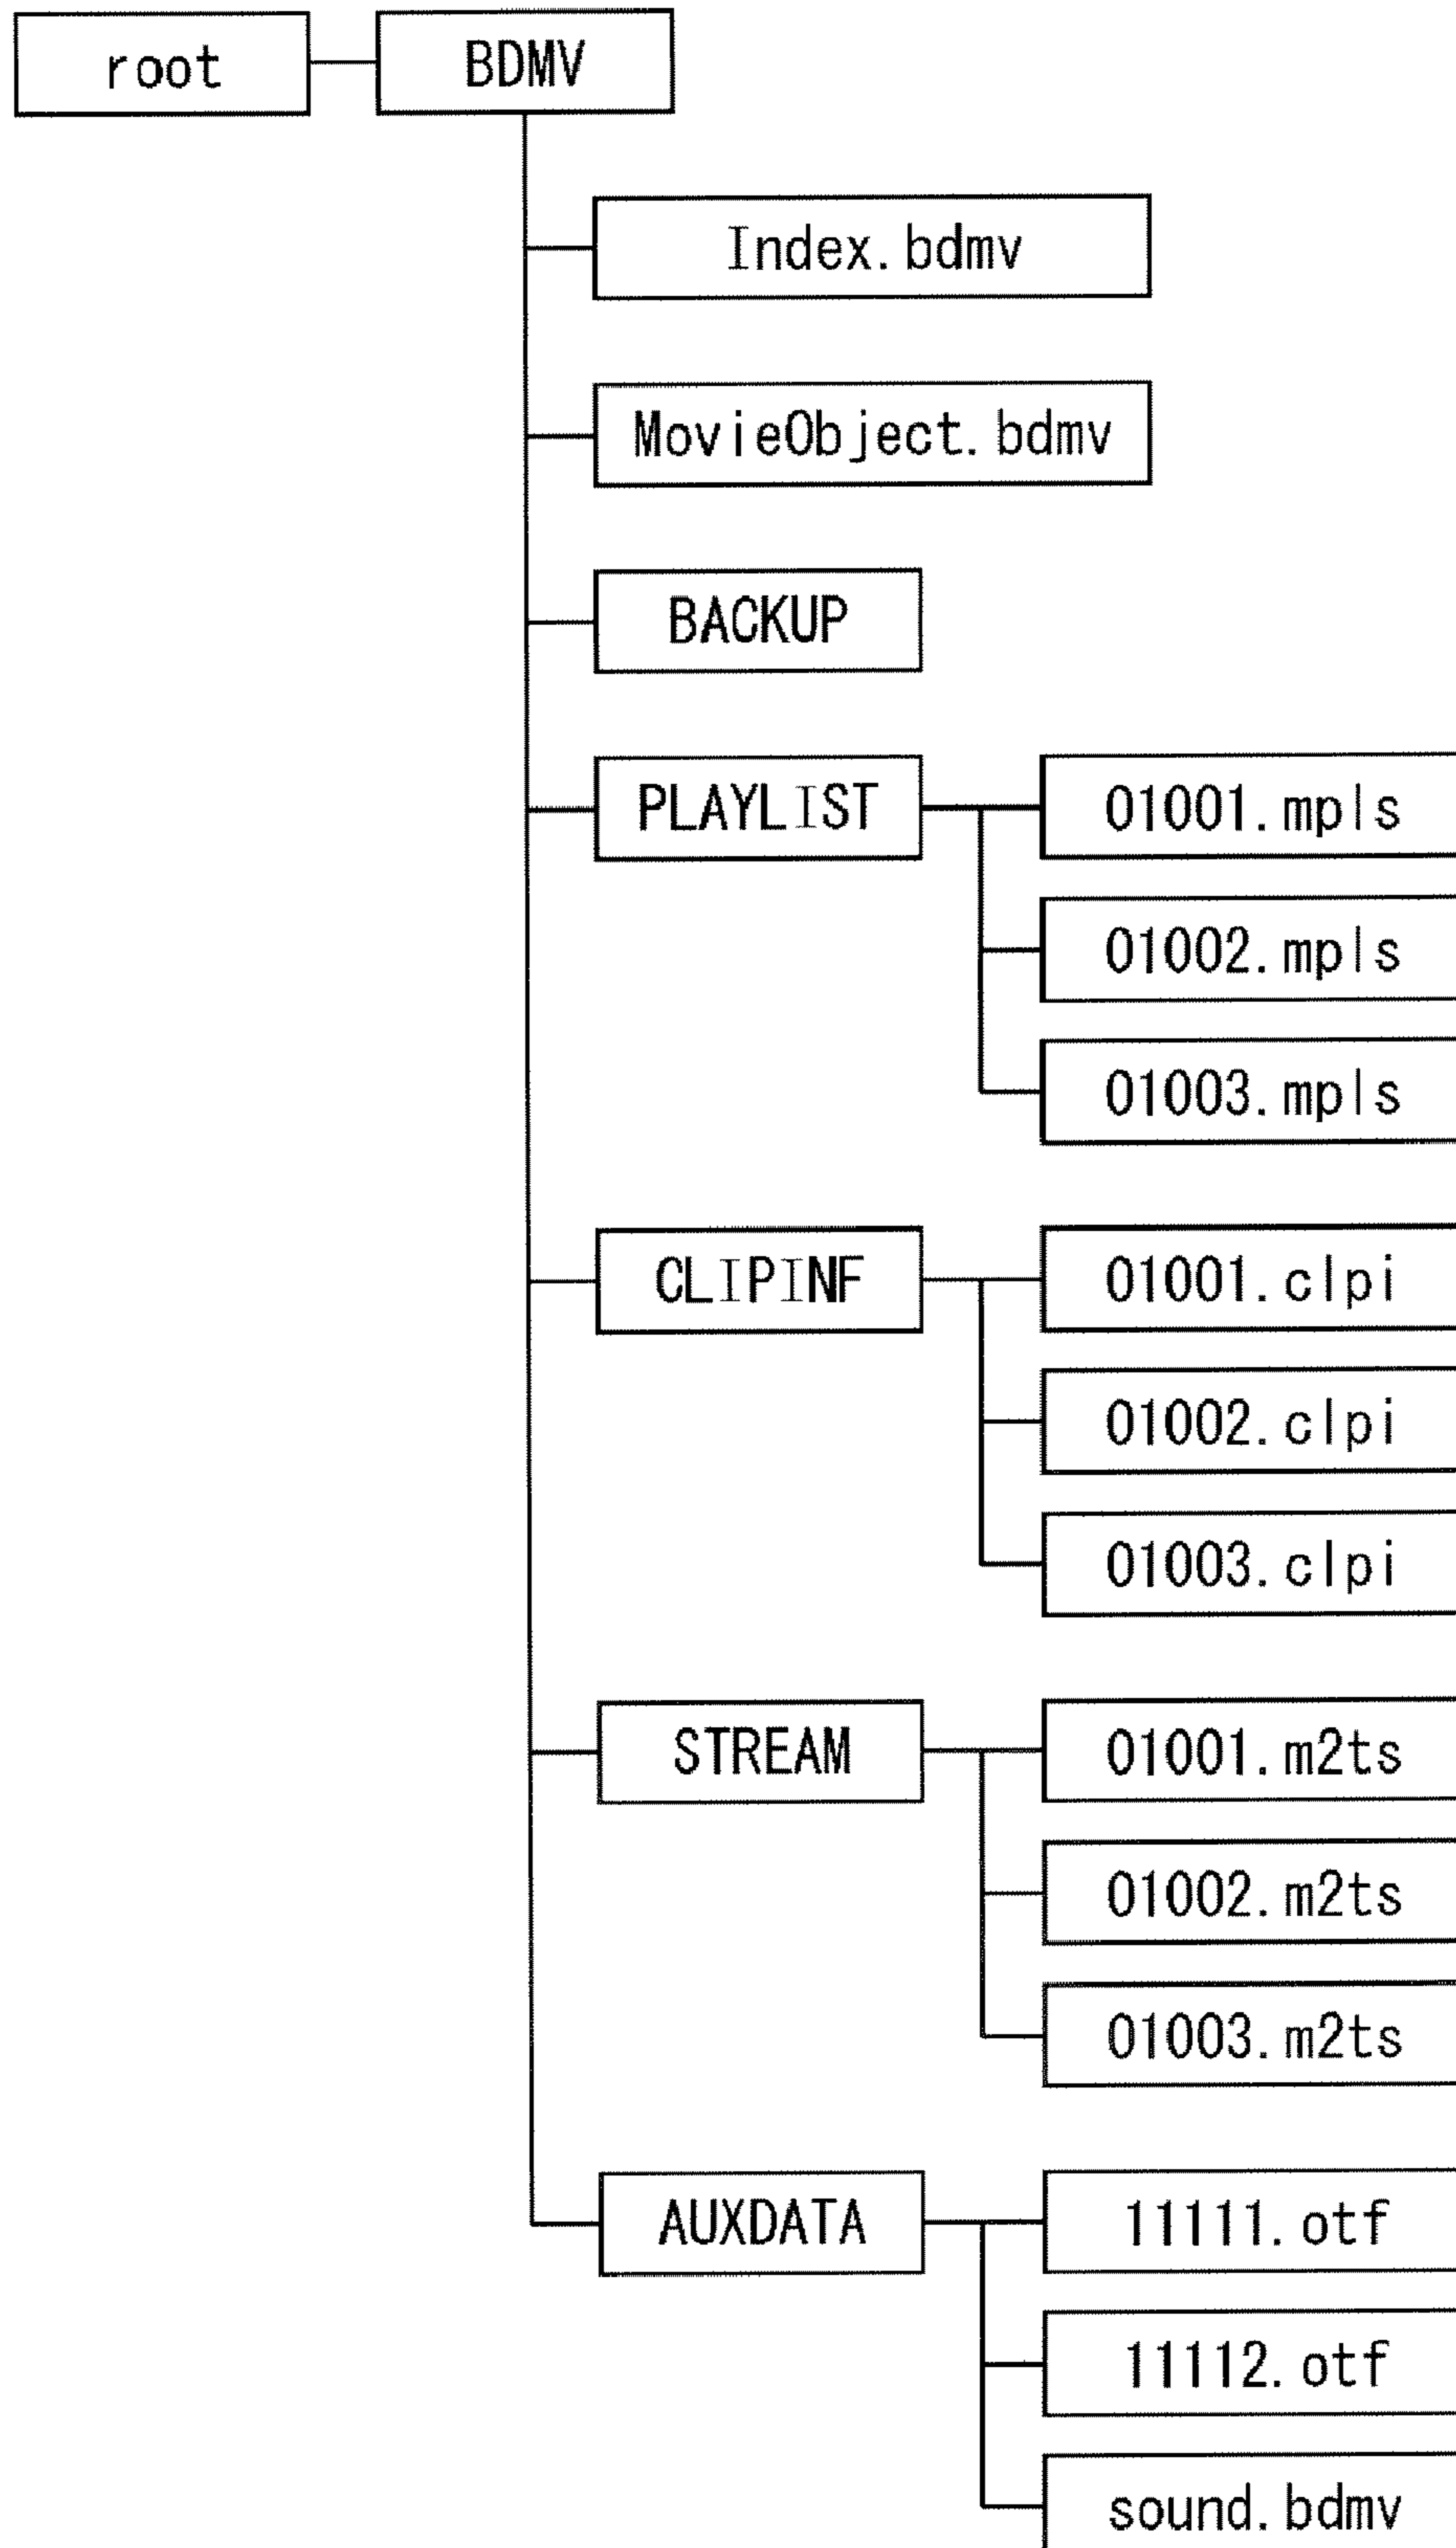 root
BDMV
Index.bdmv
MovieObject.bdmv
BACKUP
PLAYLIST
01001.mpls
01002.mpls
01003.mpls
CLIPINF
01001.clpi
01002.clpi
01003.clpi
STREAM
01001.m2ts
01002.m2ts
01003.m2ts
AUXDATA
11111.otf
11112.otf
sound.bdmv